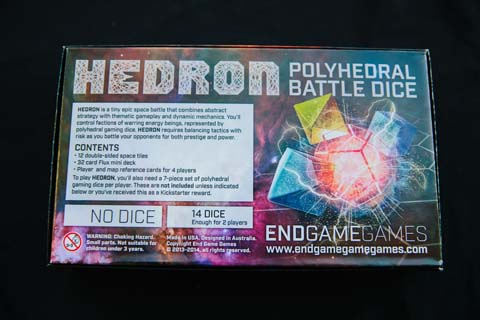 HEDRON
POLYHEDRAL
BATTLE DICE
HEDRON is a tiny epic space battle that combines abstract
strategy with thematic gameplay and dynamic mechanics. You'll
control factions of warring energy beings, represented by
polyhedral gaming dice. HEDRON requires balancing tactics with
risk as you battle your opponents for both prestige and power.
CONTENTS
• 12 double-sided space tiles
• 32 card Flux mini deck
• Player and map reference cards for 4 players
To play HEDRON, you'll also need a 7-piece set of polyhedral
gaming dice per player. These are not included unless indicated
below or you've received this as a Kickstarter reward.
NO DICE
14 DICE
Enough for 2 players
WARNING: Choking Hazard.
Small parts. Not suitable for
children under 3 years.
Made in USA, Designed in Australia.
Copyright End Game Games
© 2013-2014, all rights reserved.
ENDGAMEGAMES
www.endgamegamegames.com